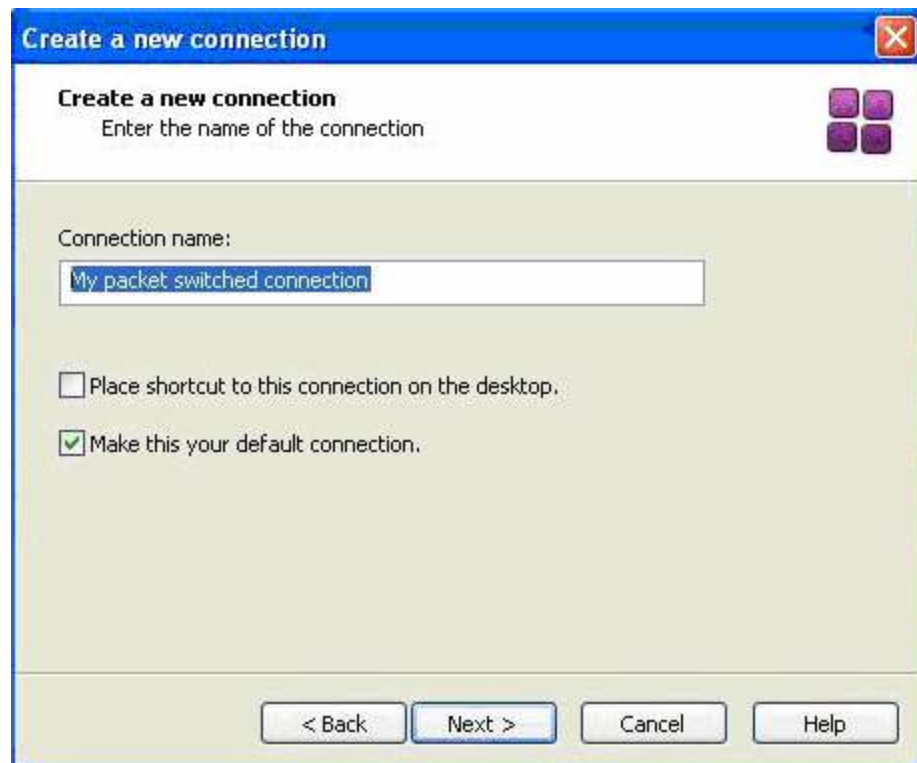 Create a new connection
Create a new connection
Enter the name of the connection
Connection name:
My packet switched connection
Place shortcut to this connection on the desktop.
Make this your default connection.
< Back
Next >
Cancel
Help